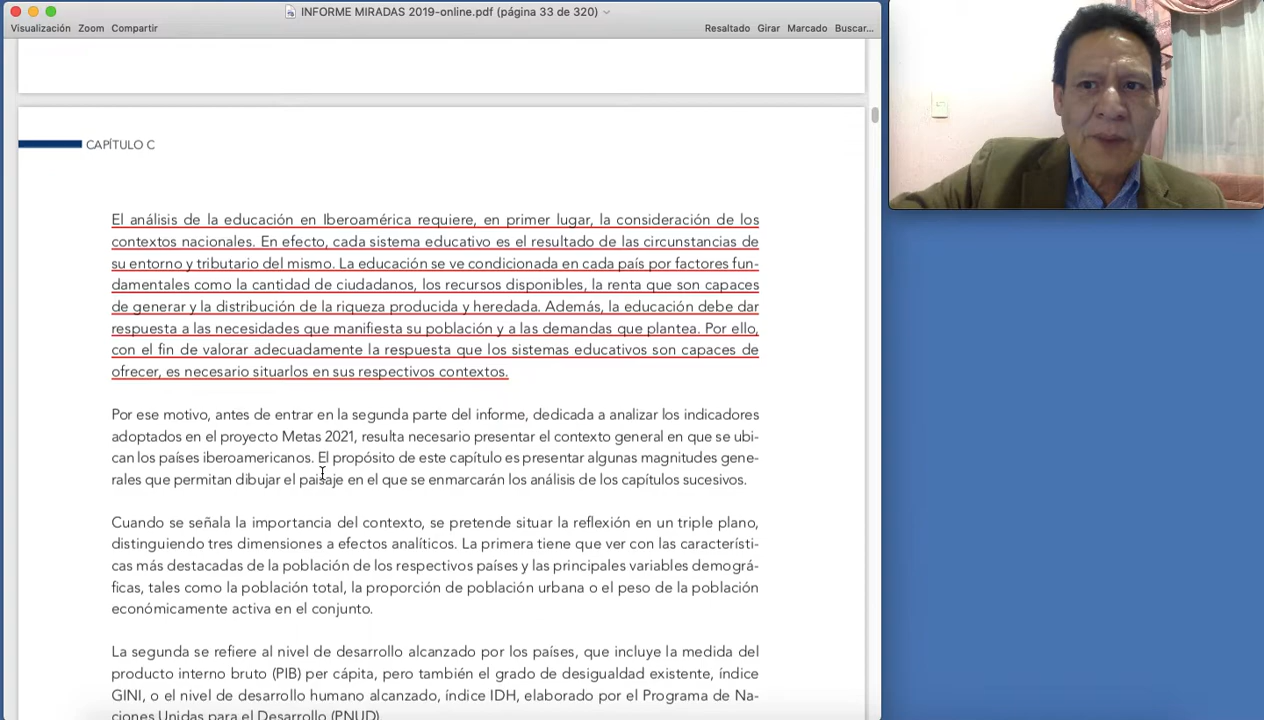 INFORME MIRADAS 2019-online.pdf (página 33 de 320)
Visualización Zoom Compartir Resaltado Girar Marcado Buscar...
CAPÍTULO C
El análisis de la educación en Iberoamérica requiere, en primer lugar, la consideración de los
contextos nacionales. En efecto, cada sistema educativo es el resultado de las circunstancias de
su entorno y tributario del mismo. La educación se ve condicionada en cada país por factores fun-
damentales como la cantidad de ciudadanos, los recursos disponibles, la renta que son capaces
de generar y la distribución de la riqueza producida y heredada. Además, la educación debe dar
respuesta a las necesidades que manifiesta su población y a las demandas que plantea. Por ello,
con el fin de valorar adecuadamente la respuesta que los sistemas educativos son capaces de
ofrecer, es necesario situarlos en sus respectivos contextos.
Por ese motivo, antes de entrar en la segunda parte del informe, dedicada a analizar los indicadores
adoptados en el proyecto Metas 2021, resulta necesario presentar el contexto general en que se ubi-
can los países iberoamericanos. El propósito de este capítulo es presentar algunas magnitudes gene-
rales que permitan dibujar el paisaje en el que se enmarcarán los análisis de los capítulos sucesivos.
Cuando se señala la importancia del contexto, se pretende situar la reflexión en un triple plano,
distinguiendo tres dimensiones a efectos analíticos. La primera tiene que ver con las característi-
cas más destacadas de la población de los respectivos países y las principales variables demográ-
ficas, tales como la población total, la proporción de población urbana o el peso de la población
económicamente activa en el conjunto.
La segunda se refiere al nivel de desarrollo alcanzado por los países, que incluye la medida del
producto interno bruto (PIB) per cápita, pero también el grado de desigualdad existente, índice
GINI, o el nivel de desarrollo humano alcanzado, índice IDH, elaborado por el Programa de Na-
ciones Unidas para el Desarrollo (PNUD).